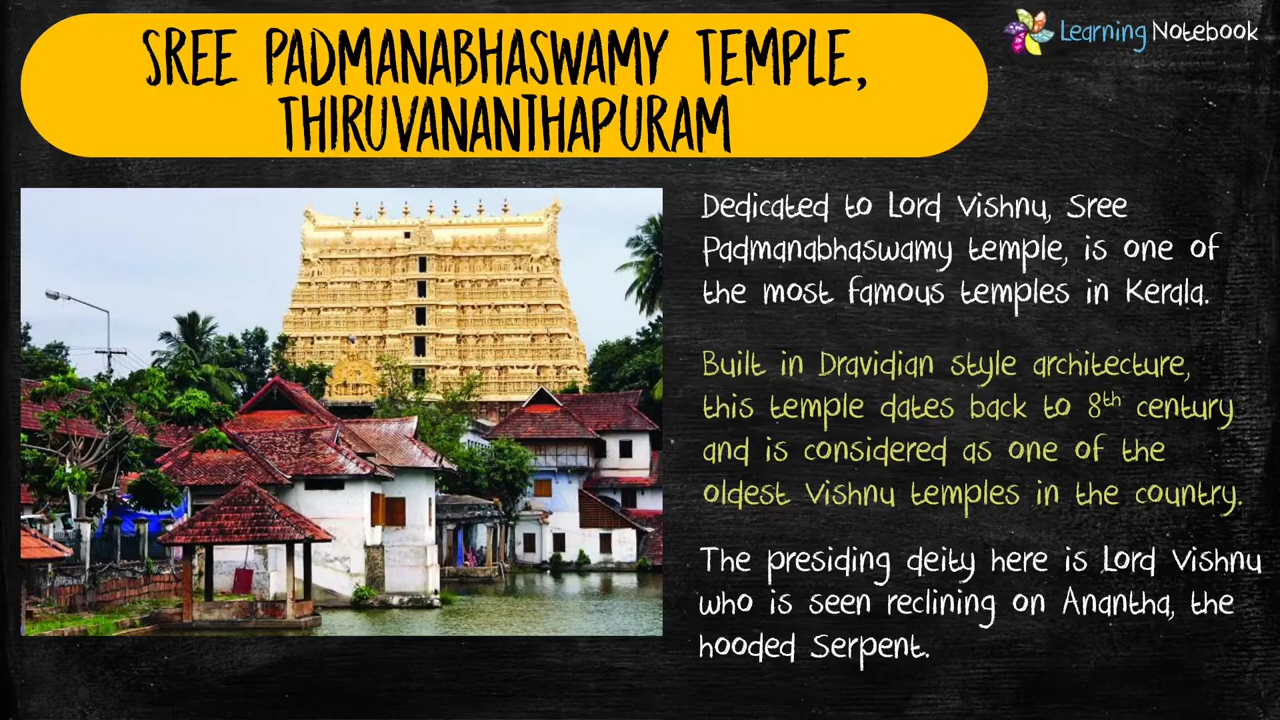 SREE PADMANABHASWAMY TEMPLE,
THIRUVANANTHAPURAM
Learning Notebook
Dedicated to Lord Vishnu, Sree
Padmanabhaswamy temple, is one of
the most famous temples in Kerala.
Built in Dravidian style architecture,
this temple dates back to 8th century
and is considered as one of the
oldest Vishnu temples in the country.
The presiding deity here is Lord Vishnu
who is seen reclining on Anantha, the
hooded Serpent.